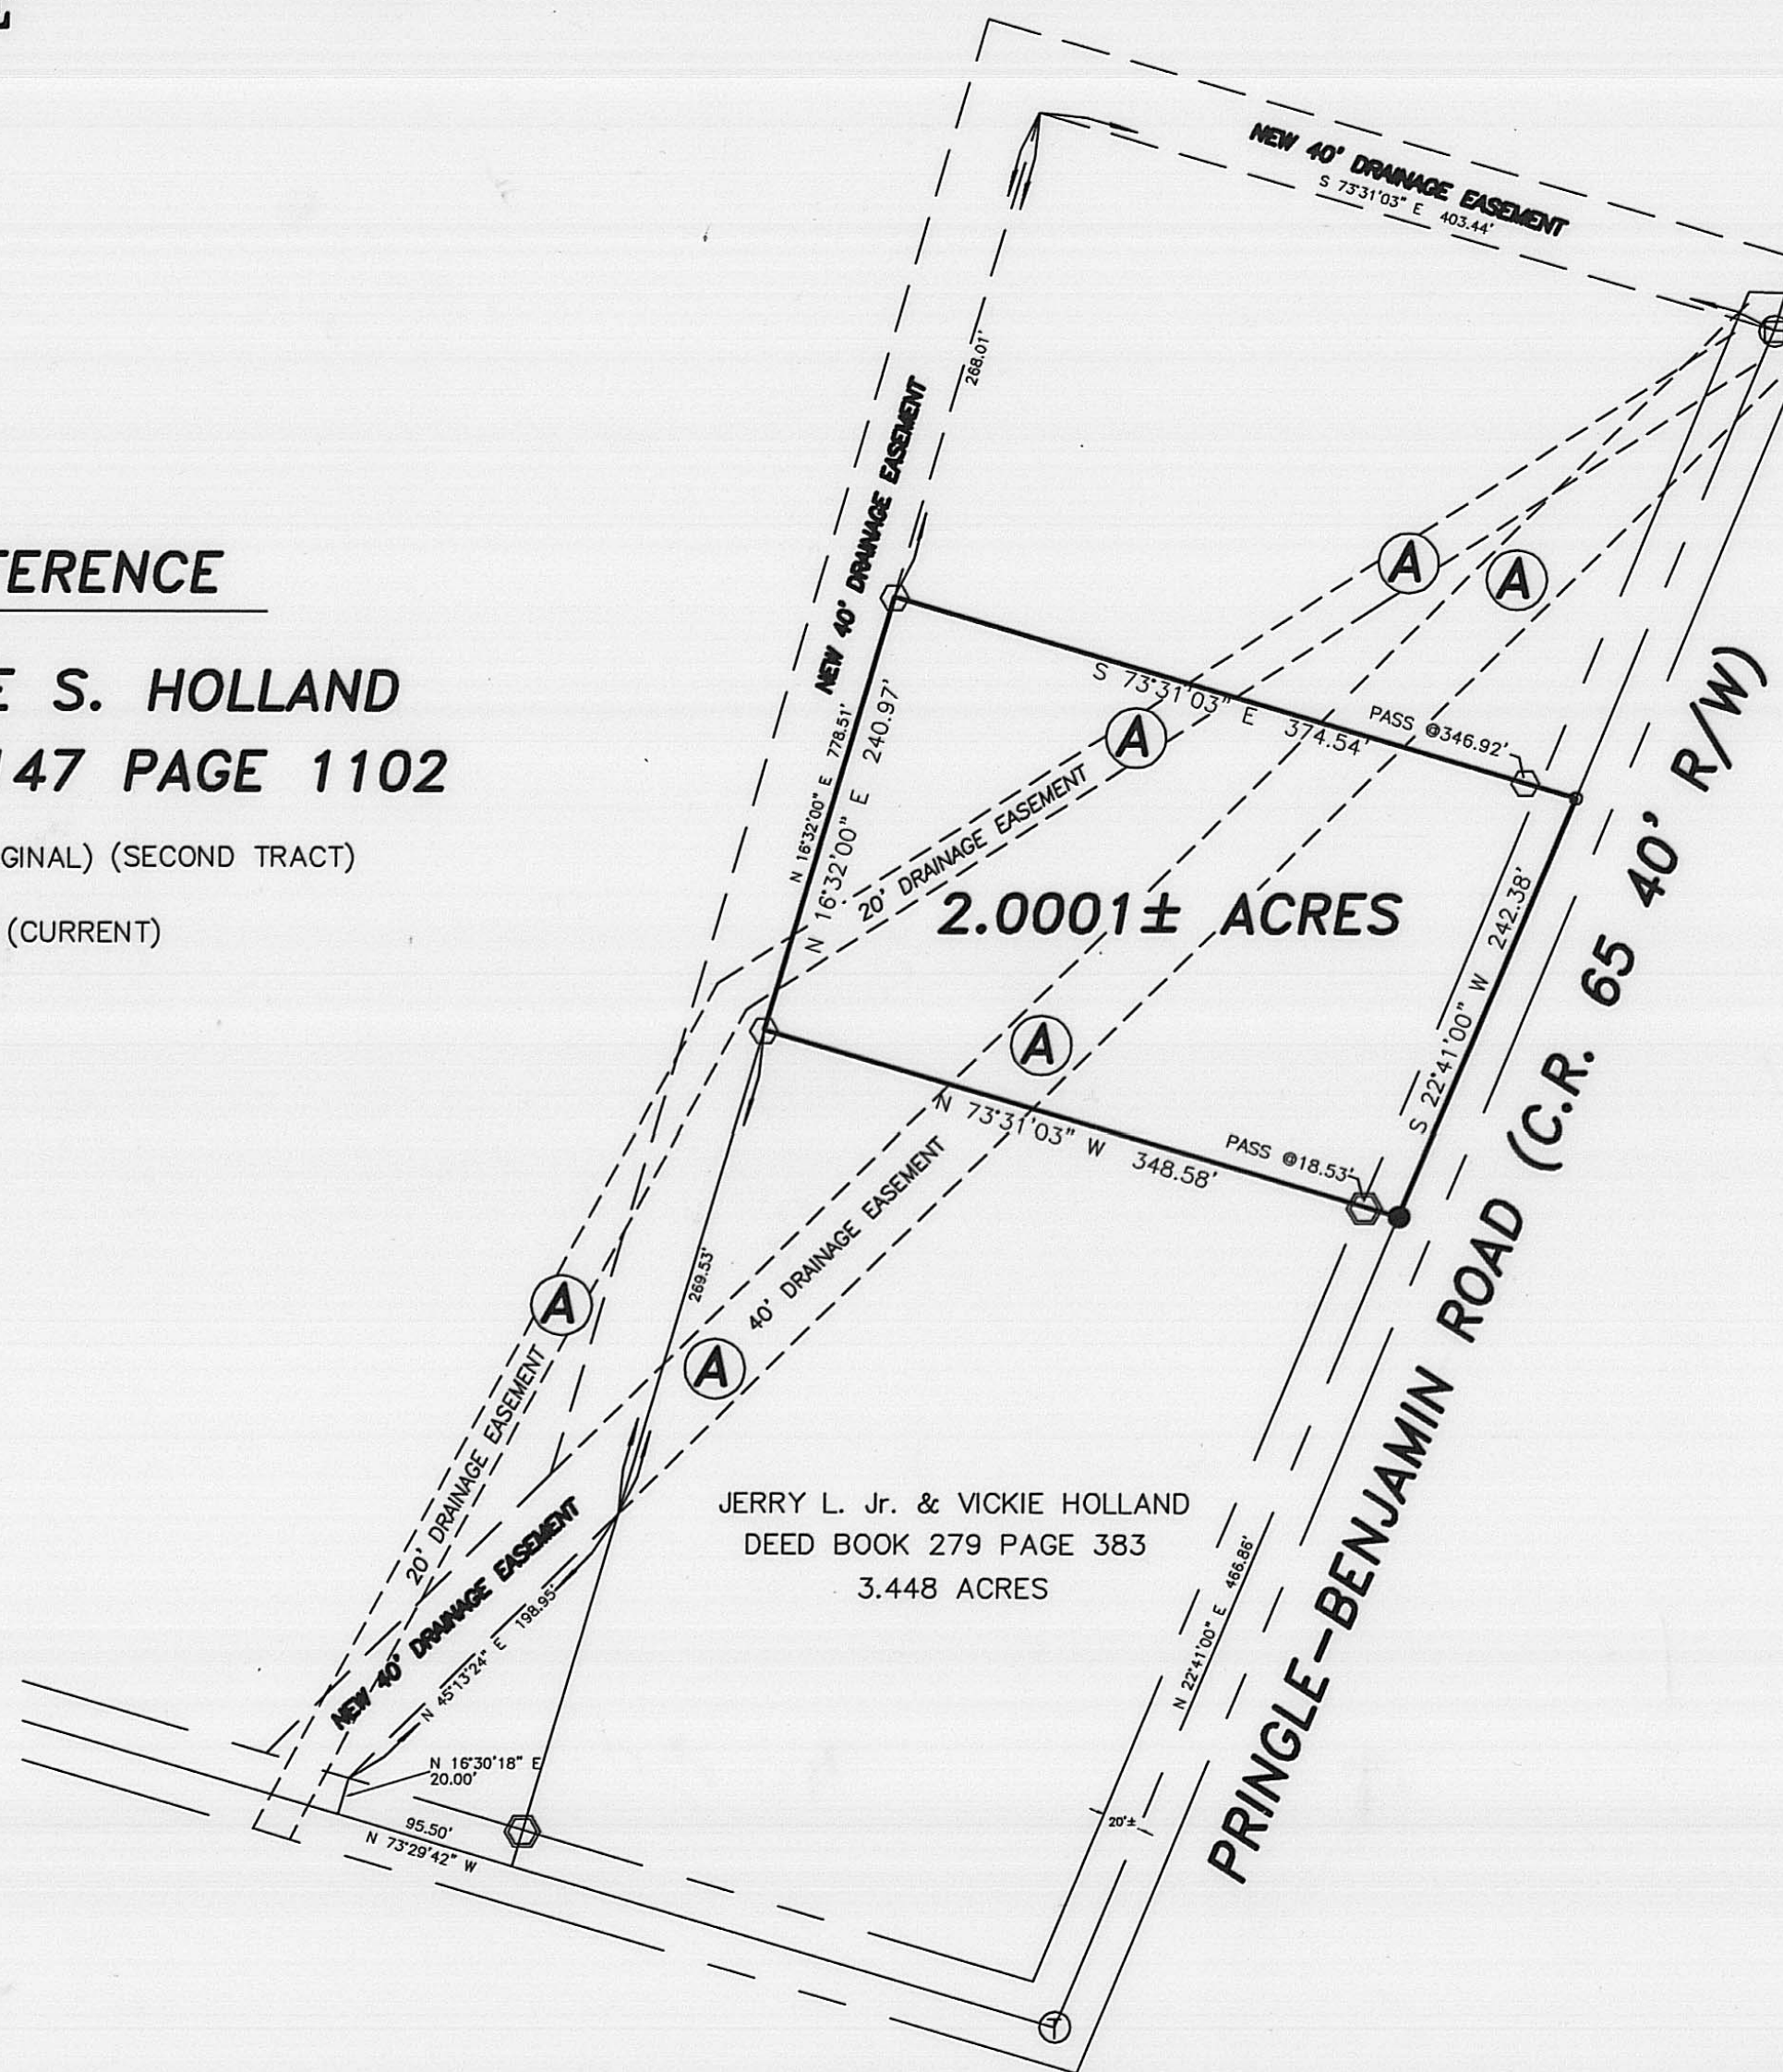 NEW 40' DRAINAGE EASEMENT
S 73°31'03" E 403.44'
268.01'
NEW 40' DRAINAGE EASEMENT
N 16°32'00" E 778.51'
N 16°32'00" E 240.97'
FERENCE
E S. HOLLAND
147 PAGE 1102
GINAL) (SECOND TRACT)
(CURRENT)
A
A
S 73°31'03" E 374.54'
PASS @346.92'
A
20' DRAINAGE EASEMENT
2.0001± ACRES
S 22°41'00" W 242.38'
A
N 73°31'03" W 348.58'
PASS @18.53'
PRINGLE-BENJAMIN ROAD (C.R. 65 40' R/W)
269.53'
40' DRAINAGE EASEMENT
A
A
20' DRAINAGE EASEMENT
NEW 40' DRAINAGE EASEMENT
N 45°13'24" E 198.95'
JERRY L. Jr. & VICKIE HOLLAND
DEED BOOK 279 PAGE 383
3.448 ACRES
N 22°41'00" E 466.86'
N 16°30'18" E
20.00'
95.50'
N 73°29'42" W
20'±
T